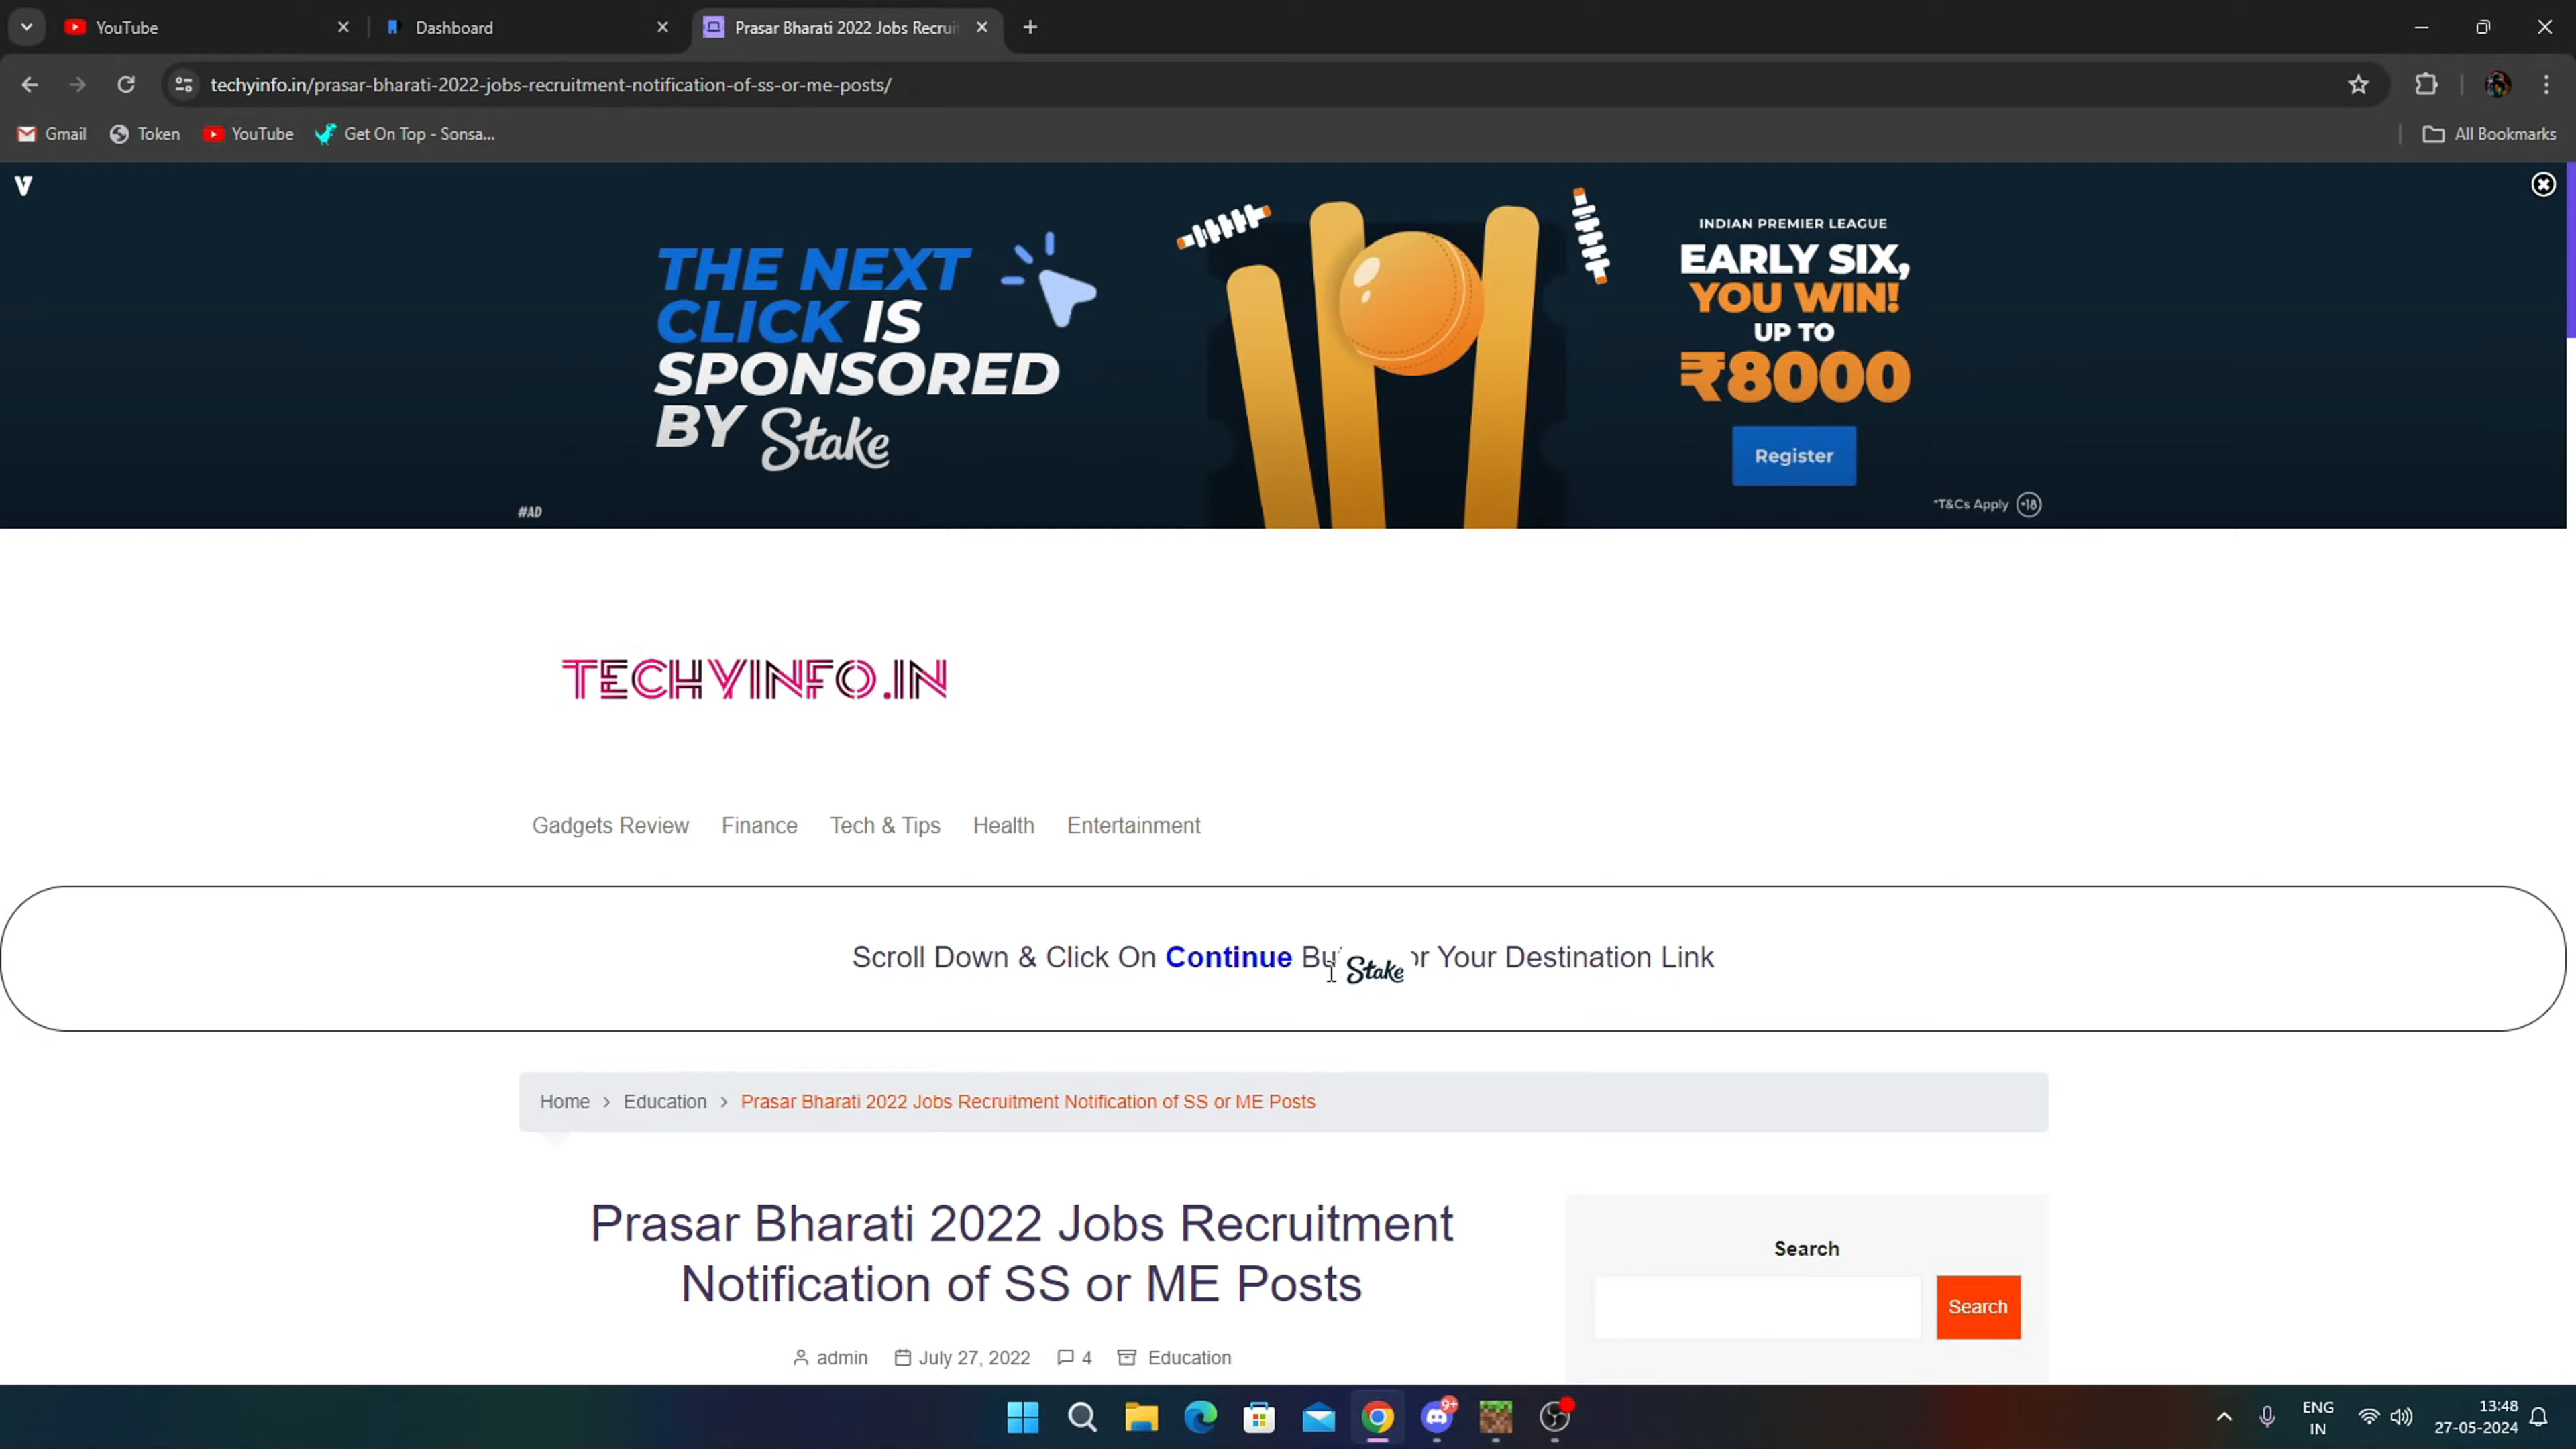 YouTube
Dashboard
Prasar Bharati 2022 Jobs Recrui
techyinfo.in/prasar-bharati-2022-jobs-recruitment-notification-of-ss-or-me-posts/
Gmail
Token
YouTube
Get On Top - Sonsa...
All Bookmarks
V
THE NEXT
CLICK IS
SPONSORED
BY Stake
#AD
INDIAN PREMIER LEAGUE
EARLY SIX,
YOU WIN!
UP TO
₹8000
Register
*T&Cs Apply +18
TECHYINFO.IN
Gadgets Review
Finance
Tech & Tips
Health
Entertainment
Scroll Down & Click On Continue Bu Stake or Your Destination Link
Home > Education > Prasar Bharati 2022 Jobs Recruitment Notification of SS or ME Posts
Prasar Bharati 2022 Jobs Recruitment
Notification of SS or ME Posts
admin
July 27, 2022
4
Education
Search
Search
9+
ENG
IN
13:48
27-05-2024